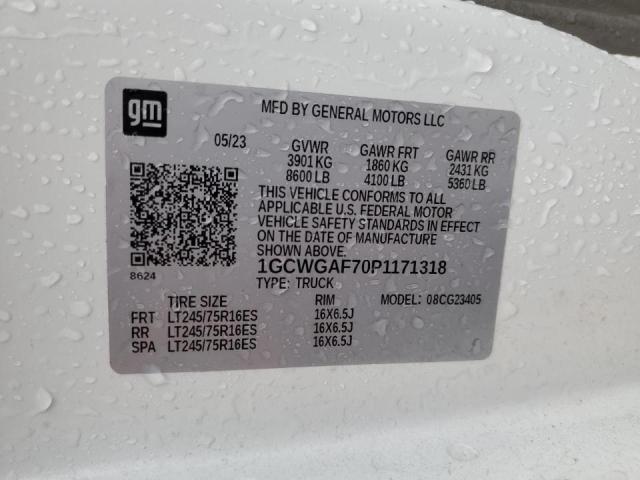 gm
MFD BY GENERAL MOTORS LLC
05/23 GVWR GAWR FRT GAWR RR
3901 KG 1860 KG 2431 KG
8600 LB 4100 LB 5360 LB
THIS VEHICLE CONFORMS TO ALL
APPLICABLE U.S. FEDERAL MOTOR
VEHICLE SAFETY STANDARDS IN EFFECT
ON THE DATE OF MANUFACTURE
SHOWN ABOVE.
8624
1GCWGAF70P1171318
TYPE: TRUCK MODEL: 08CG23405
TIRE SIZE RIM
FRT LT245/75R16ES 16X6.5J
RR LT245/75R16ES 16X6.5J
SPA LT245/75R16ES 16X6.5J